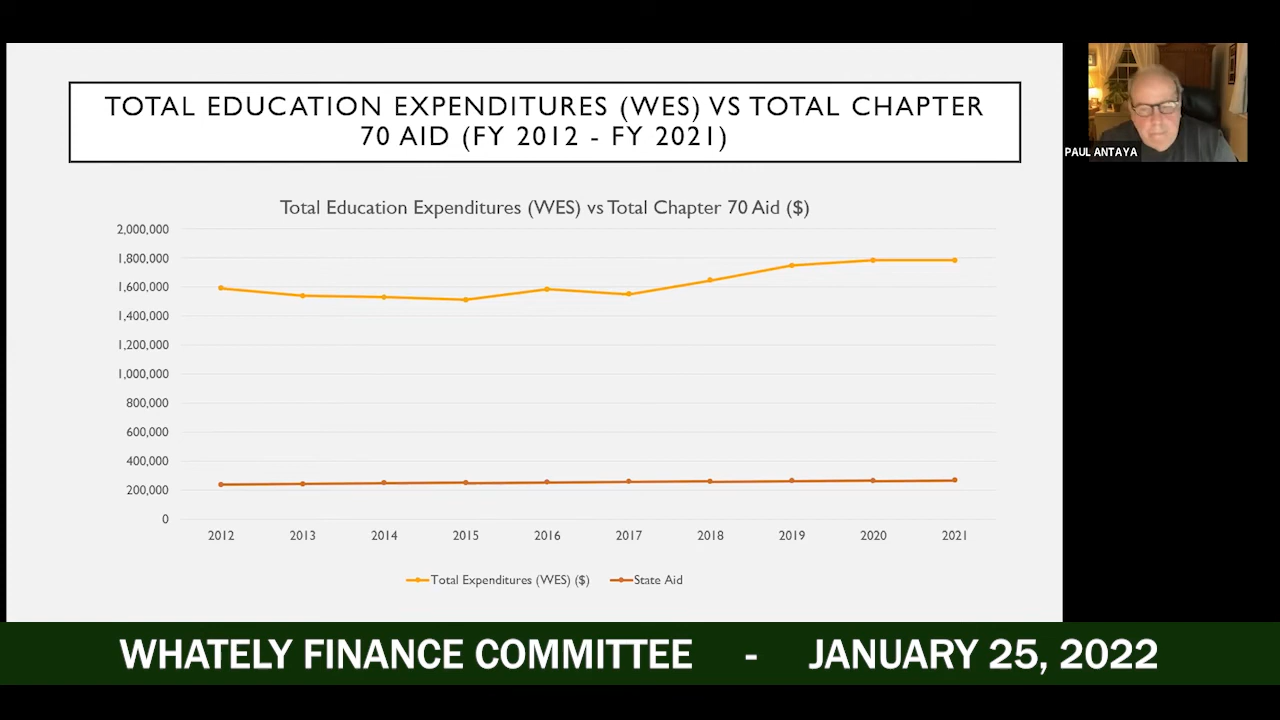 TOTAL EDUCATION EXPENDITURES (WES) VS TOTAL CHAPTER
70 AID (FY 2012 - FY 2021)
PAUL ANTAYA
Total Education Expenditures (WES) vs Total Chapter 70 Aid ($)
2,000,000
1,800,000
1,600,000
1,400,000
1,200,000
1,000,000
800,000
600,000
400,000
200,000
0
2012 2013 2014 2015 2016 2017 2018 2019 2020 2021
Total Expenditures (WES) ($) State Aid
WHATELY FINANCE COMMITTEE - JANUARY 25, 2022